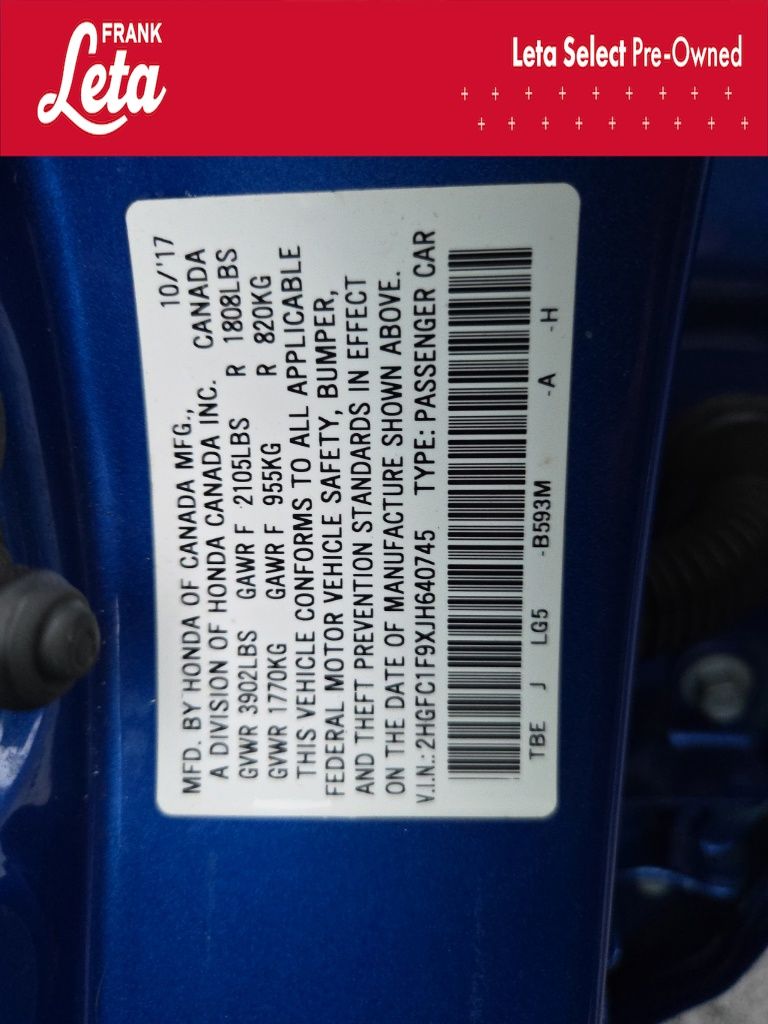 FRANK
Leta
Leta Select Pre-Owned
10/'17
MFD. BY HONDA OF CANADA MFG.,
A DIVISION OF HONDA CANADA INC. CANADA
GVWR 3902LBS GAWR F 2105LBS R 1808LBS
GVWR 1770KG GAWR F 955KG R 820KG
THIS VEHICLE CONFORMS TO ALL APPLICABLE
FEDERAL MOTOR VEHICLE SAFETY, BUMPER,
AND THEFT PREVENTION STANDARDS IN EFFECT
ON THE DATE OF MANUFACTURE SHOWN ABOVE.
V.I.N.: 2HGFC1F9XJH640745 TYPE: PASSENGER CAR
TBE J LG5 -B593M -A -H